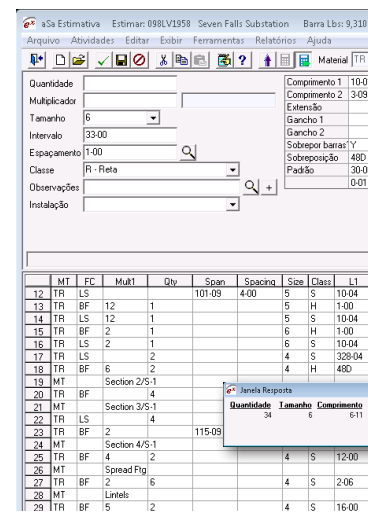 aSa Estimativa Estimar: 098LV1958 Seven Falls Substation Barra Lbs: 9,310
Arquivo Atividades Editar Exibir Ferramentas Relatórios Ajuda
Material TR
Quantidade
Multiplicador
Tamanho 6
Intervalo 33-00
Espaçamento 1-00
Classe R - Reta
Observações
Instalação
Comprimento 1 10-0
Comprimento 2 3-09
Extensão
Gancho 1
Gancho 2
Sobrepor barras? Y
Sobreposição 48D
Padrão 30-0
0-01
MT FC Mult1 Qty Span Spacing Size Class L1
12 TR LS 101-09 4-00 5 S 10-04
13 TR BF 12 1 5 H 1-00
14 TR LS 12 1 5 S 10-04
15 TR BF 2 1 6 H 1-00
16 TR LS 2 1 6 S 10-04
17 TR LS 2 4 S 328-04
18 TR BF 6 2 4 H 48D
19 MT Section 2/S-1
20 TR BF 4
21 MT Section 3/S-1
22 TR LS 4
23 TR BF 2 115-09
24 MT Section 4/S-1
25 TR BF 4 2 4 S 12-00
26 MT Spread Ftg
27 TR BF 2 6 4 S 2-06
28 MT Lintels
29 TR BF 5 2 4 S 16-00
Janela Resposta
Quantidade Tamanho Comprimento
34 6 6-11